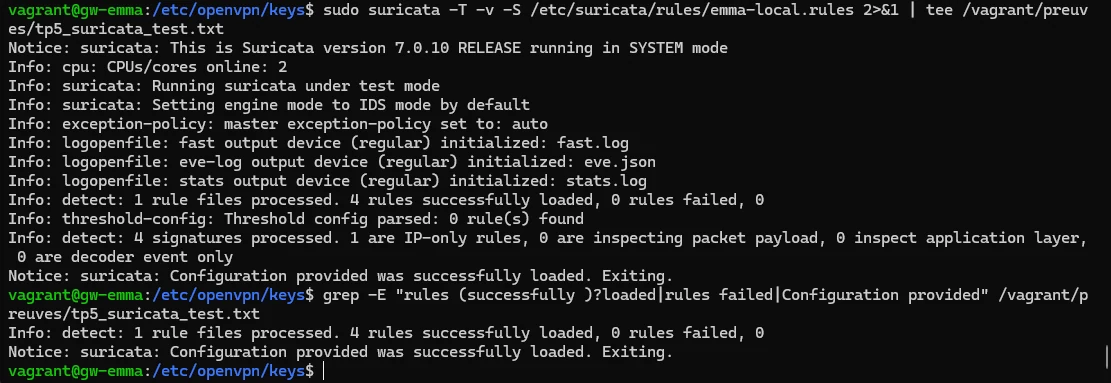 vagrant@gw-emma:/etc/openvpn/keys$ sudo suricata -T -v -S /etc/suricata/rules/emma-local.rules 2>&1 | tee /vagrant/preuv
es/tp5_suricata_test.txt
Notice: suricata: This is Suricata version 7.0.10 RELEASE running in SYSTEM mode
Info: cpu: CPUs/cores online: 2
Info: suricata: Running suricata under test mode
Info: suricata: Setting engine mode to IDS mode by default
Info: exception-policy: master exception-policy set to: auto
Info: logopenfile: fast output device (regular) initialized: fast.log
Info: logopenfile: eve-log output device (regular) initialized: eve.json
Info: logopenfile: stats output device (regular) initialized: stats.log
Info: detect: 1 rule files processed. 4 rules successfully loaded, 0 rules failed, 0
Info: threshold-config: Threshold config parsed: 0 rule(s) found
Info: detect: 4 signatures processed. 1 are IP-only rules, 0 are inspecting packet payload, 0 inspect application layer,
 0 are decoder event only
Notice: suricata: Configuration provided was successfully loaded. Exiting.
vagrant@gw-emma:/etc/openvpn/keys$ grep -E "rules (successfully )?loaded|rules failed|Configuration provided" /vagrant/p
reuves/tp5_suricata_test.txt
Info: detect: 1 rule files processed. 4 rules successfully loaded, 0 rules failed, 0
Notice: suricata: Configuration provided was successfully loaded. Exiting.
vagrant@gw-emma:/etc/openvpn/keys$